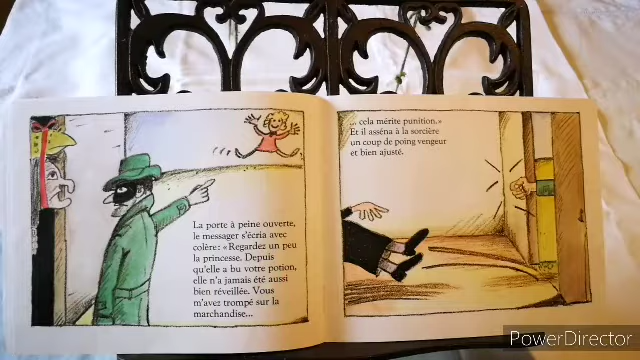 La porte à peine ouverte,
le messager s'écria avec
colère : «Regardez un peu
la princesse. Depuis
qu'elle a bu votre potion,
elle n'a jamais été aussi
bien réveillée. Vous
m'avez trompé sur la
marchandise...
... cela mérite punition.»
Et il asséna à la sorcière
un coup de poing vengeur
et bien ajusté.
PowerDirector